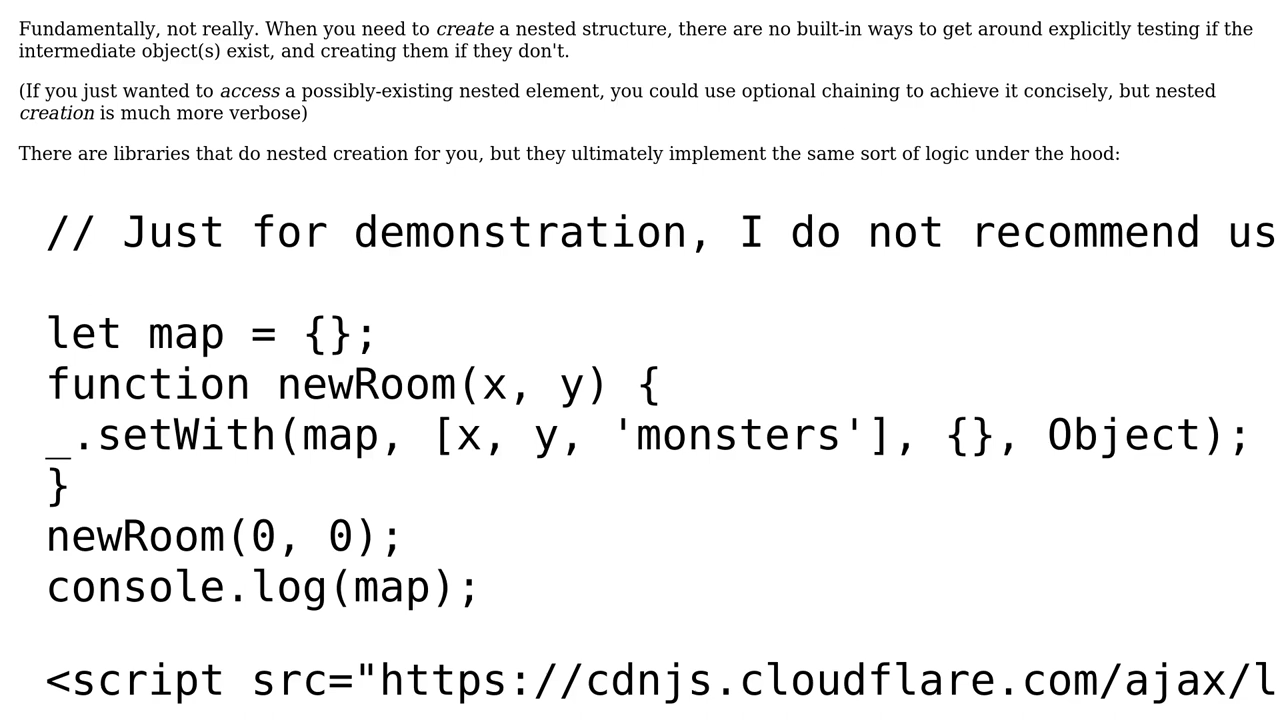 Fundamentally, not really. When you need to create a nested structure, there are no built-in ways to get around explicitly testing if the
intermediate object(s) exist, and creating them if they don't.
(If you just wanted to access a possibly-existing nested element, you could use optional chaining to achieve it concisely, but nested
creation is much more verbose)
There are libraries that do nested creation for you, but they ultimately implement the same sort of logic under the hood:
// Just for demonstration, I do not recommend us
let map = {};
function newRoom(x, y) {
_.setWith(map, [x, y, 'monsters'], {}, Object);
}
newRoom(0, 0);
console.log(map);
<script src="https://cdnjs.cloudflare.com/ajax/l